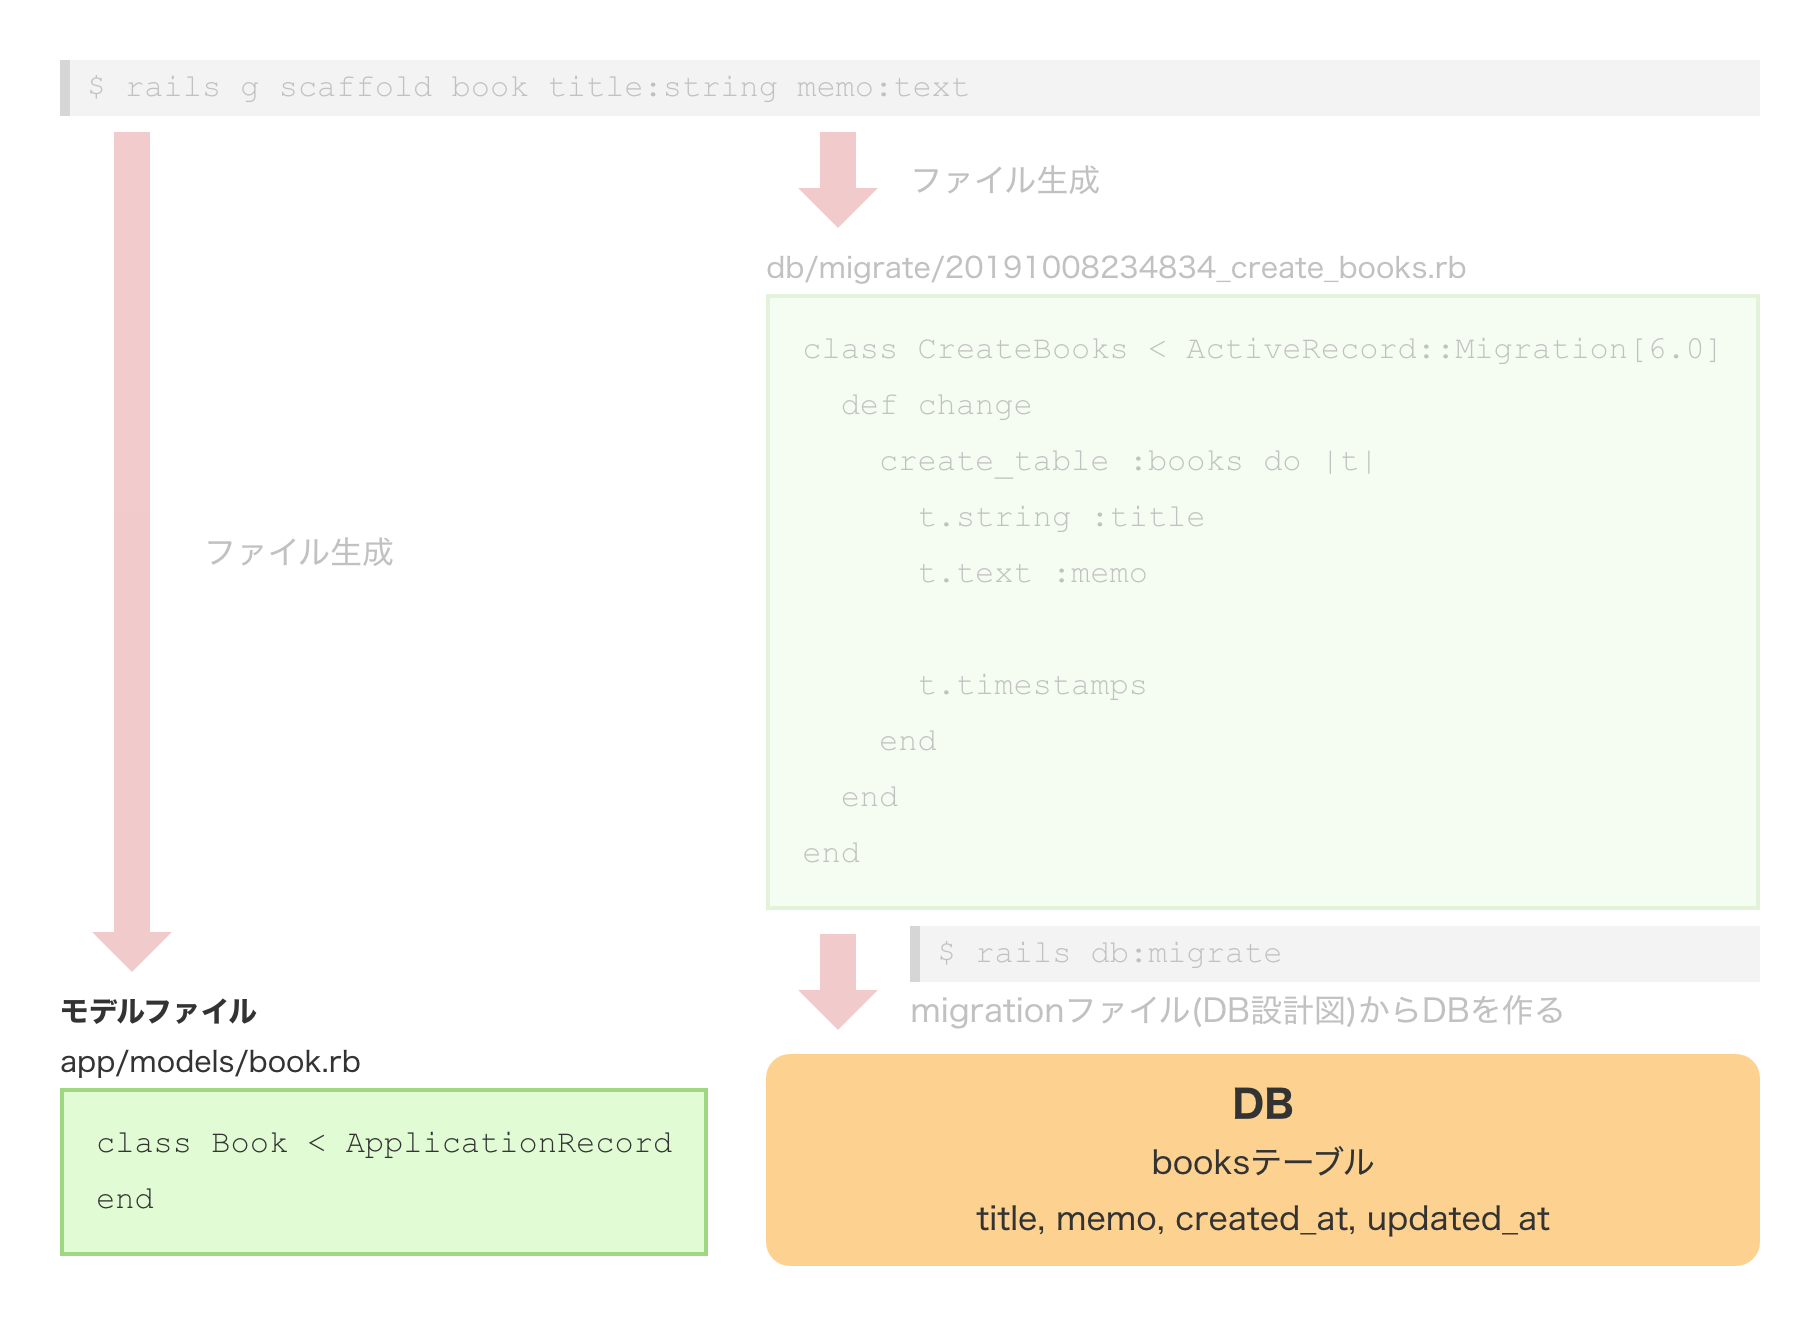 $ rails g scaffold book title:string memo:text
ファイル生成
db/migrate/20191008234834_create_books.rb
class CreateBooks < ActiveRecord::Migration[6.0]
  def change
    create_table :books do |t|
      t.string :title
      t.text :memo

      t.timestamps
    end
  end
end
ファイル生成
$ rails db:migrate
migrationファイル(DB設計図)からDBを作る
モデルファイル
app/models/book.rb
class Book < ApplicationRecord
end
DB
booksテーブル
title, memo, created_at, updated_at